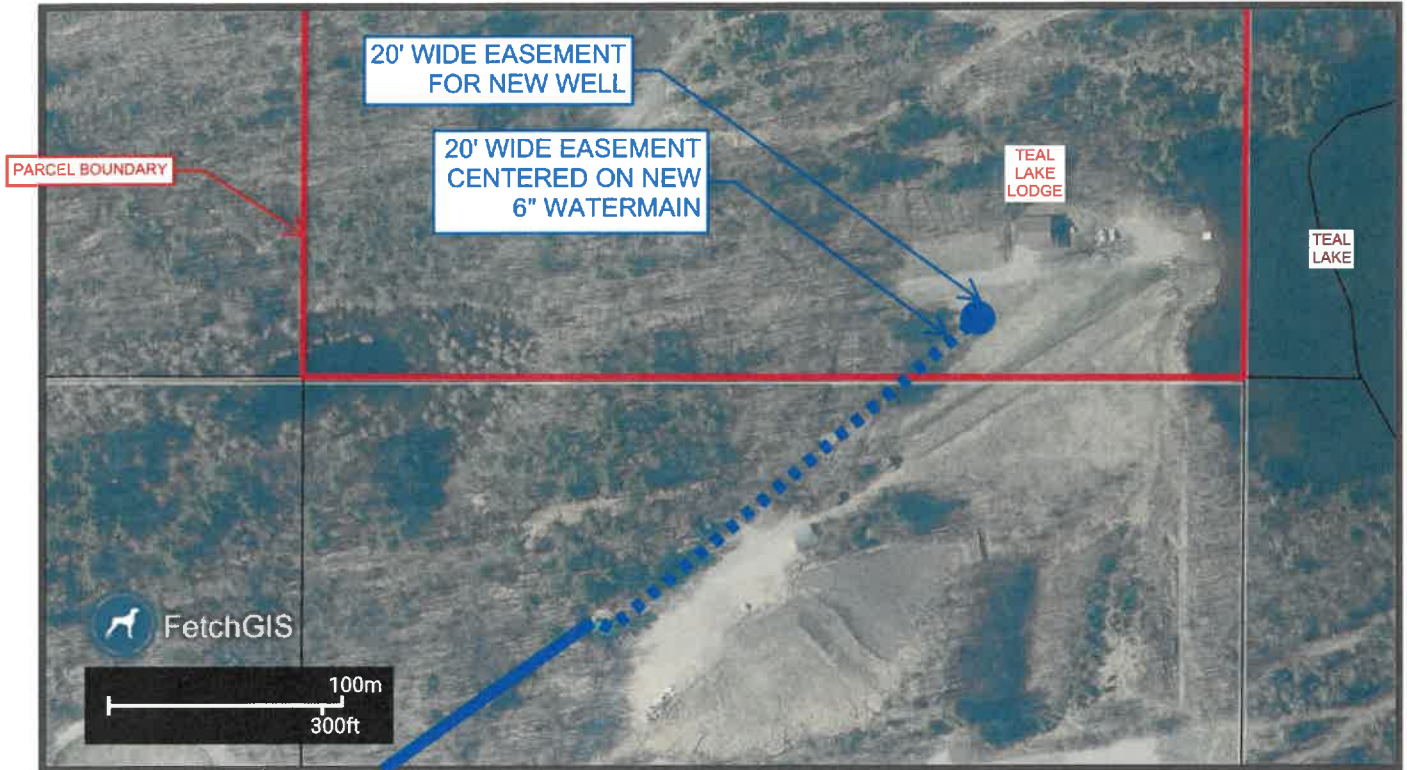 20' WIDE EASEMENT
FOR NEW WELL
20' WIDE EASEMENT
CENTERED ON NEW
6" WATERMAIN
PARCEL BOUNDARY
TEAL
LAKE
LODGE
TEAL
LAKE
FetchGIS
100m
300ft